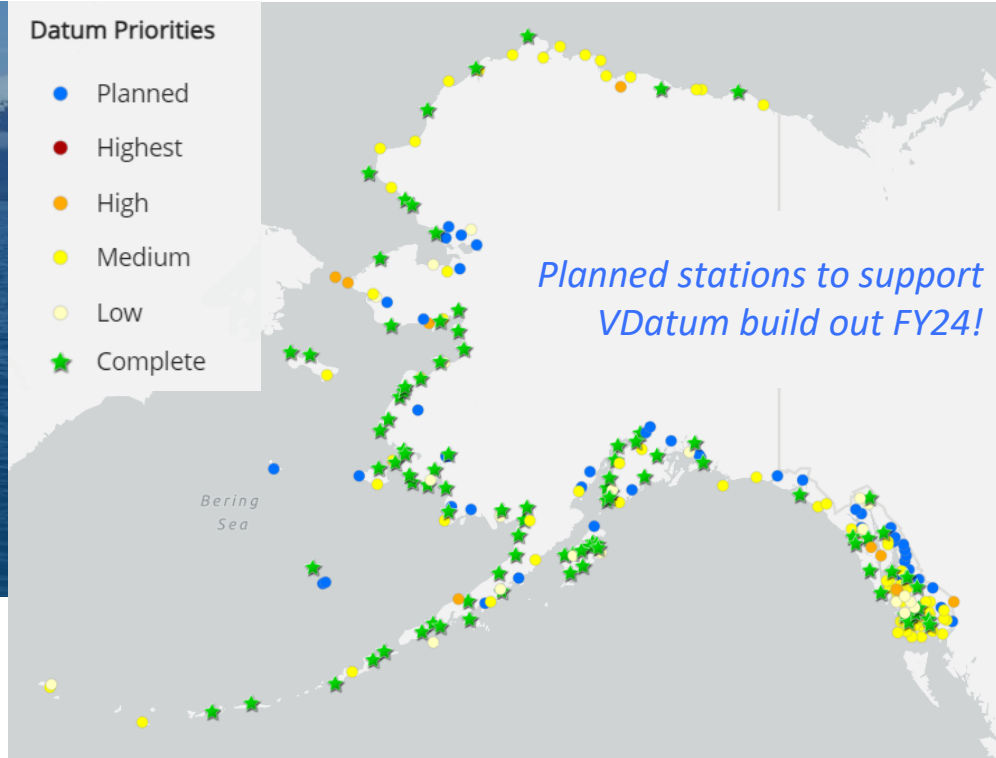 Datum Priorities
Planned
Highest
High
Medium
Low
Complete
Planned stations to support
VDatum build out FY24!
Bering
Sea